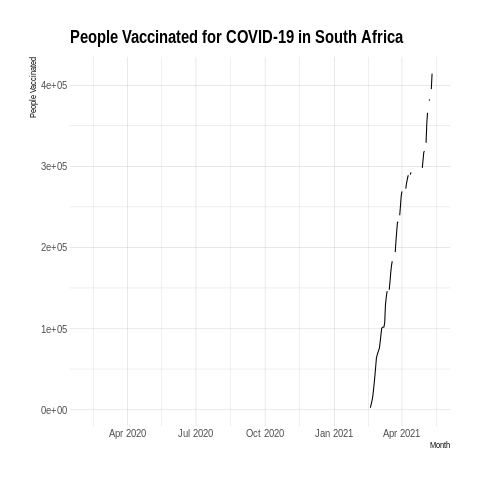 People Vaccinated for COVID-19 in South Africa
People Vaccinated
4e+05
3e+05
2e+05
1e+05
0e+00
Apr 2020 Jul 2020 Oct 2020 Jan 2021 Apr 2021
Month